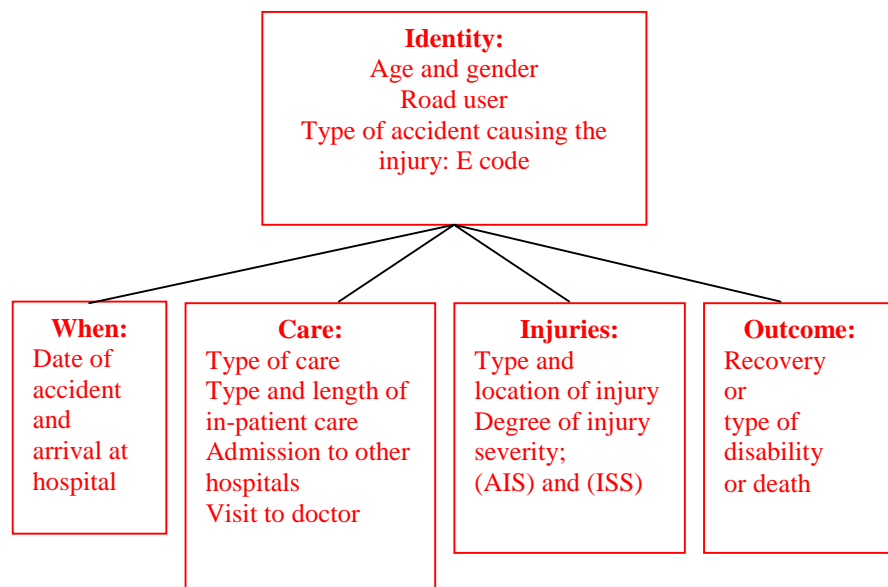 Identity:
Age and gender
Road user
Type of accident causing the
injury: E code
When:
Date of
accident
and
arrival at
hospital
Care:
Type of care
Type and length of
in-patient care
Admission to other
hospitals
Visit to doctor
Injuries:
Type and
location of injury
Degree of injury
severity;
(AIS) and (ISS)
Outcome:
Recovery
or
type of
disability
or death